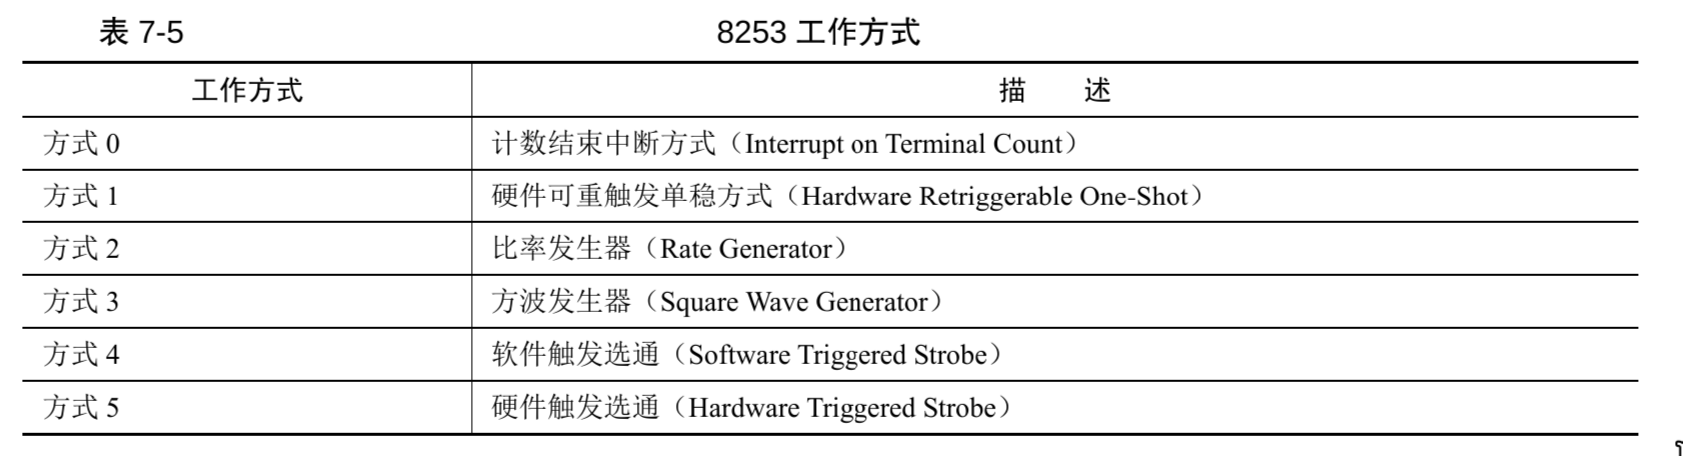 表 7-5 8253 工作方式
工作方式 描 述
方式 0 计数结束中断方式（Interrupt on Terminal Count）
方式 1 硬件可重触发单稳方式（Hardware Retriggerable One-Shot）
方式 2 比率发生器（Rate Generator）
方式 3 方波发生器（Square Wave Generator）
方式 4 软件触发选通（Software Triggered Strobe）
方式 5 硬件触发选通（Hardware Triggered Strobe）